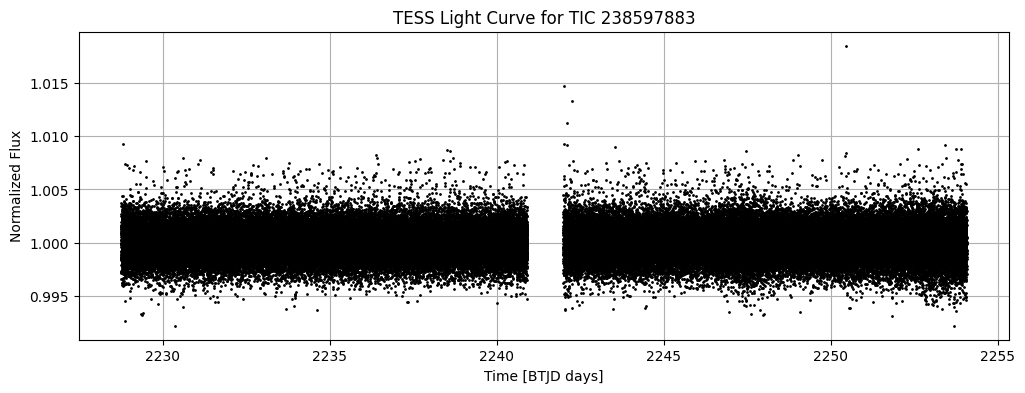 TESS Light Curve for TIC 238597883
Normalized Flux
1.015
1.010
1.005
1.000
0.995
2230 2235 2240 2245 2250 2255
Time [BTJD days]